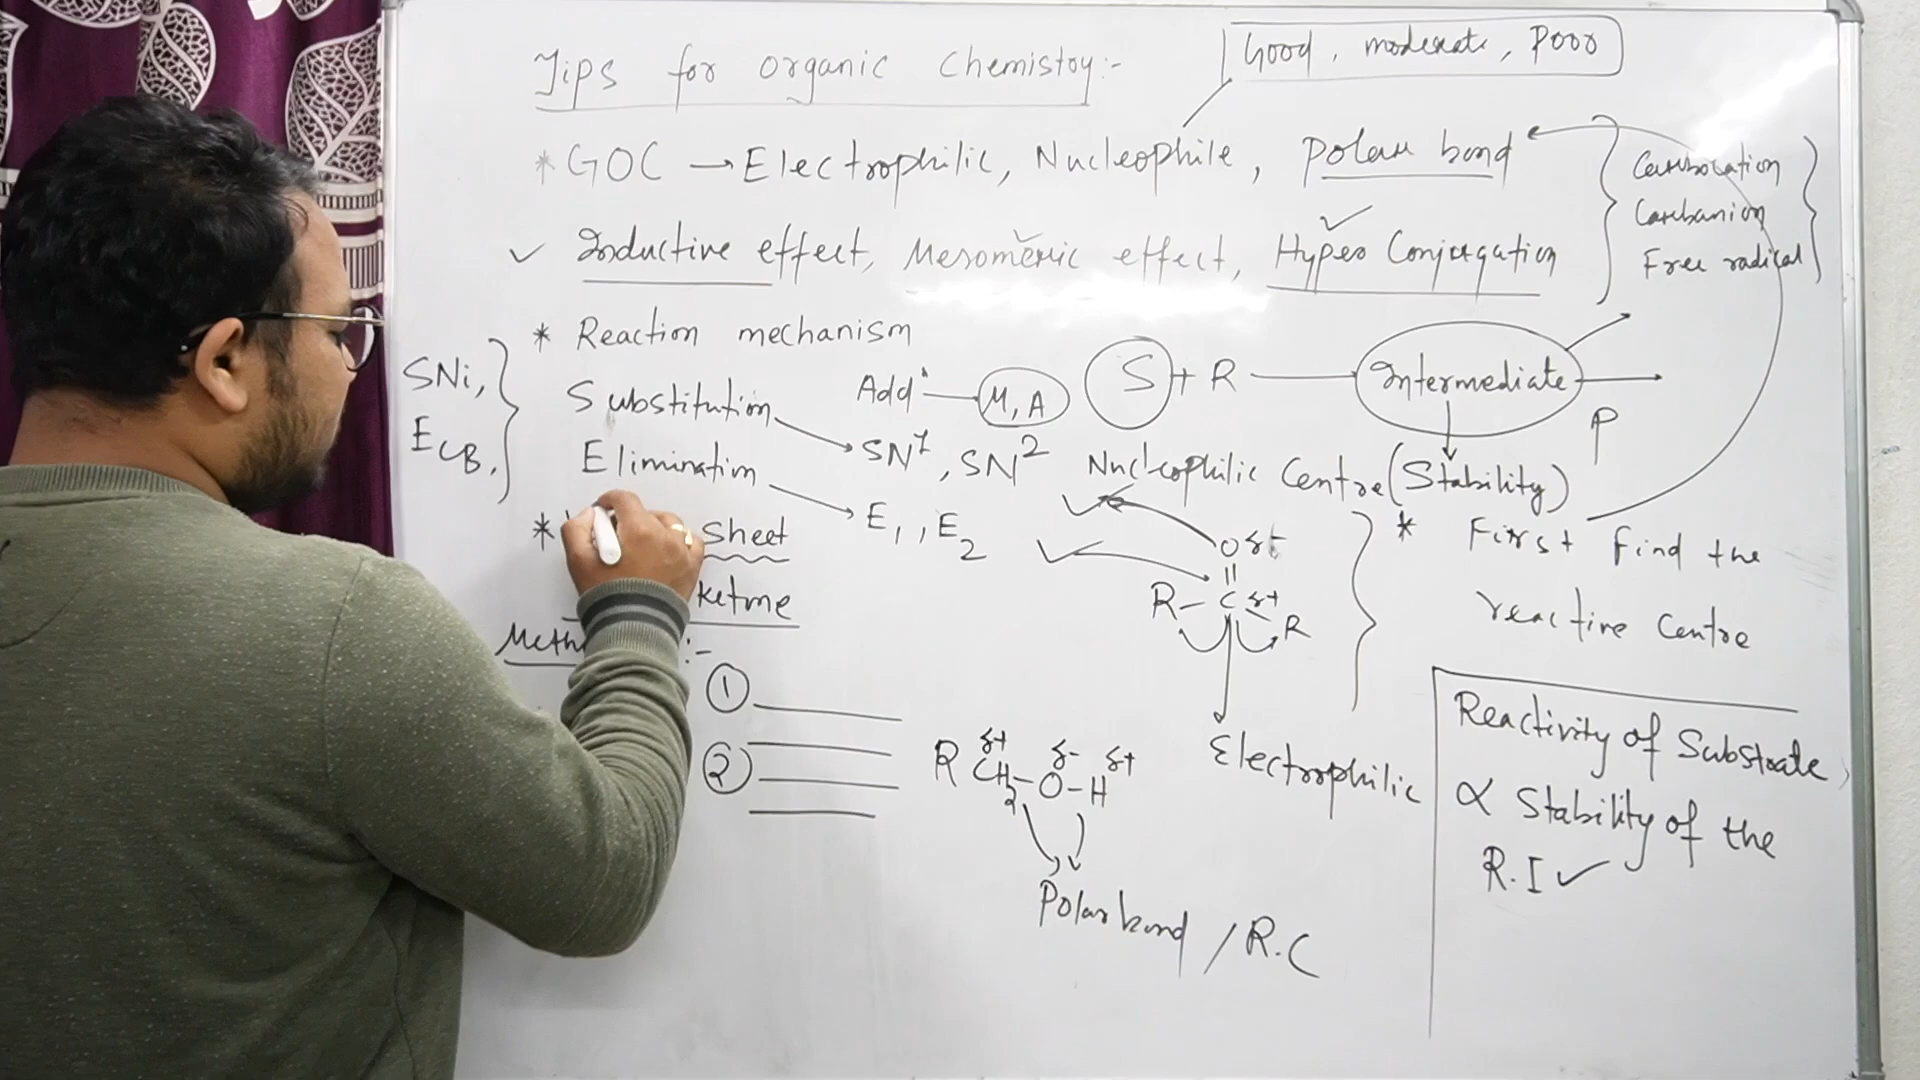 Tips for organic chemistry:-
Good, moderate, Poor
* GOC → Electrophilic, Nucleophile, Polar bond
✓ Inductive effect, Mesomeric effect, Hyper Conjugation
Carbocation
Carbanion
Free radical
* Reaction mechanism
SNi,
ECB,
Substitution
Addⁿ — M, A
S + R → Intermediate → P
Elimination
SN1, SN2
Nucleophilic Centre (Stability)
E1, E2
* Sheet
ketone
:-
①
②
O δ-
||
R - C δ+
R
Electrophilic
* First find the
reactive Centre
δ+ δ- δ+
R CH2 - O - H
Polar bond / R.C
Reactivity of Substrate
∝ Stability of the
R.I ✓